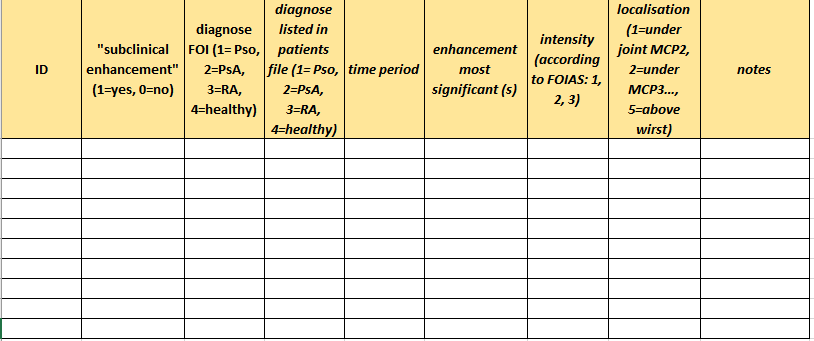 ID
"subclinical
enhancement"
(1=yes, 0=no)
diagnose
FOI (1= Pso,
2=PsA,
3=RA,
4=healthy)
diagnose
listed in
patients
file (1= Pso,
2=PsA,
3=RA,
4=healthy)
time period
enhancement
most
significant (s)
intensity
(according
to FOIAS: 1,
2, 3)
localisation
(1=under
joint MCP2,
2=under
MCP3...,
5=above
wirst)
notes